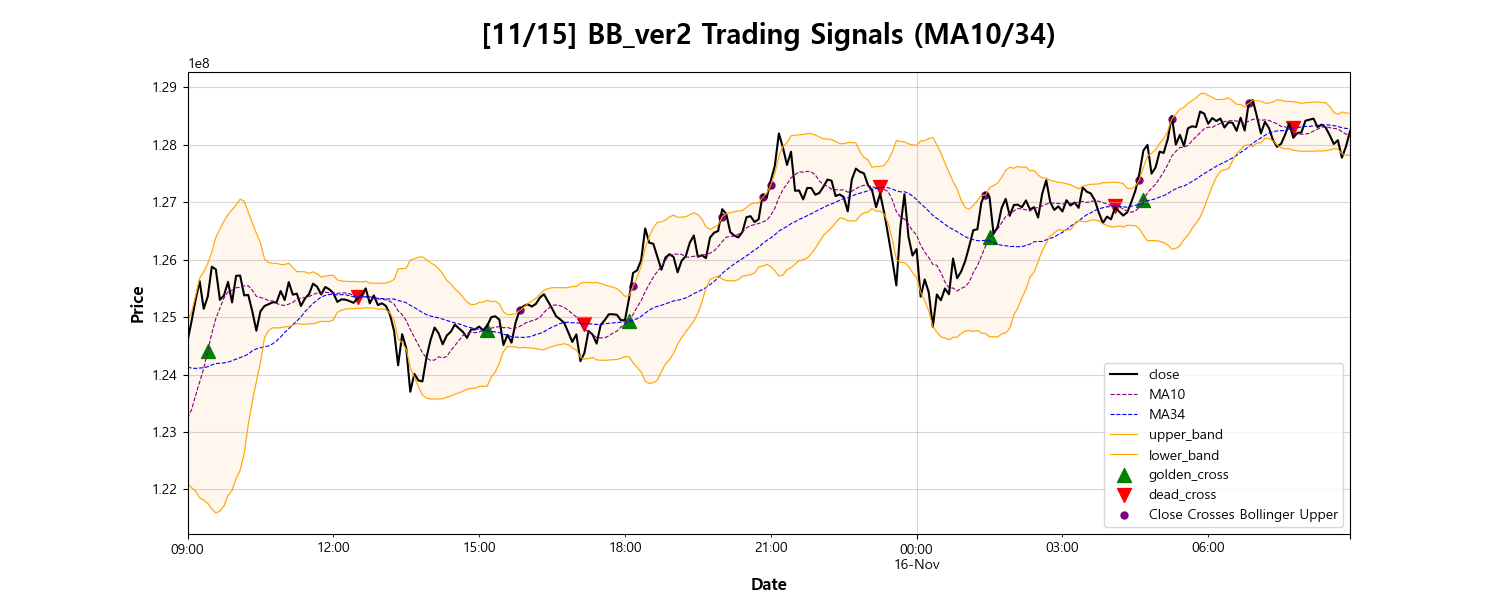 [11/15] BB_ver2 Trading Signals (MA10/34)
1e8
1.29
1.28
1.27
1.26
1.25
1.24
1.23
1.22
Price
close
MA10
MA34
upper_band
lower_band
golden_cross
dead_cross
Close Crosses Bollinger Upper
09:00 12:00 15:00 18:00 21:00 00:00 03:00 06:00
16-Nov
Date